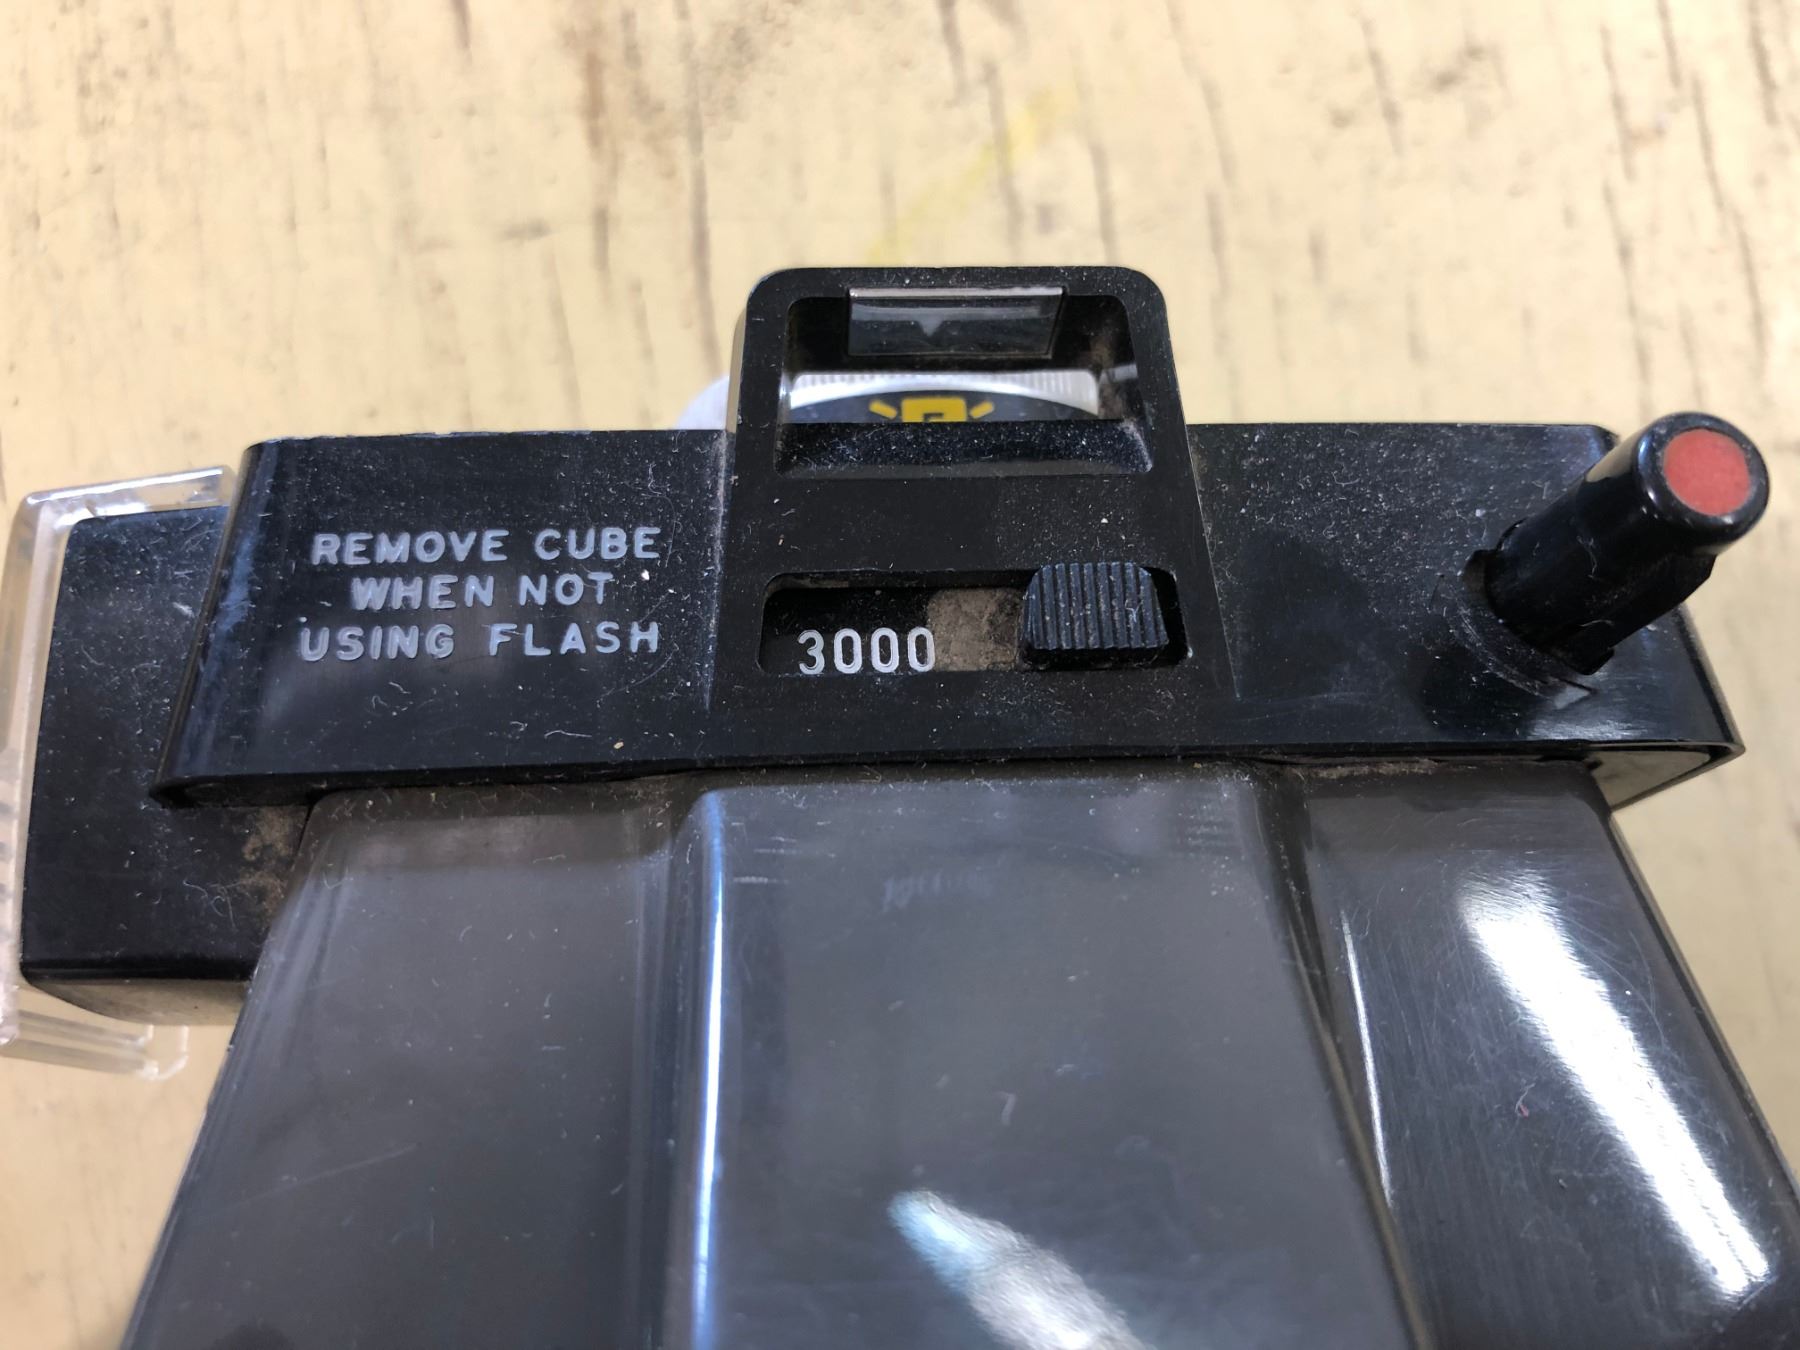 REMOVE CUBE
WHEN NOT
USING FLASH
3000